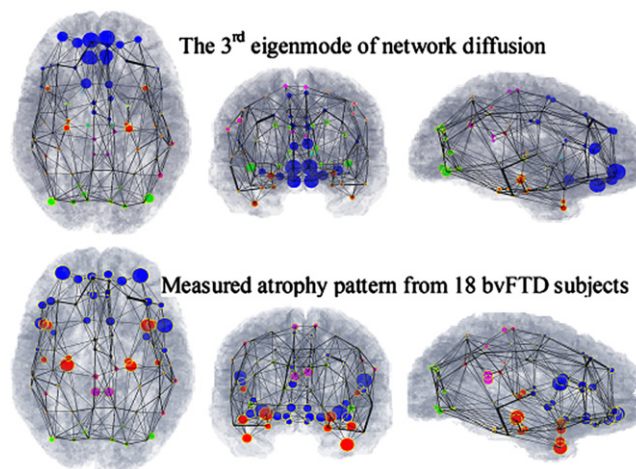 The 3rd eigenmode of network diffusion
Measured atrophy pattern from 18 bvFTD subjects